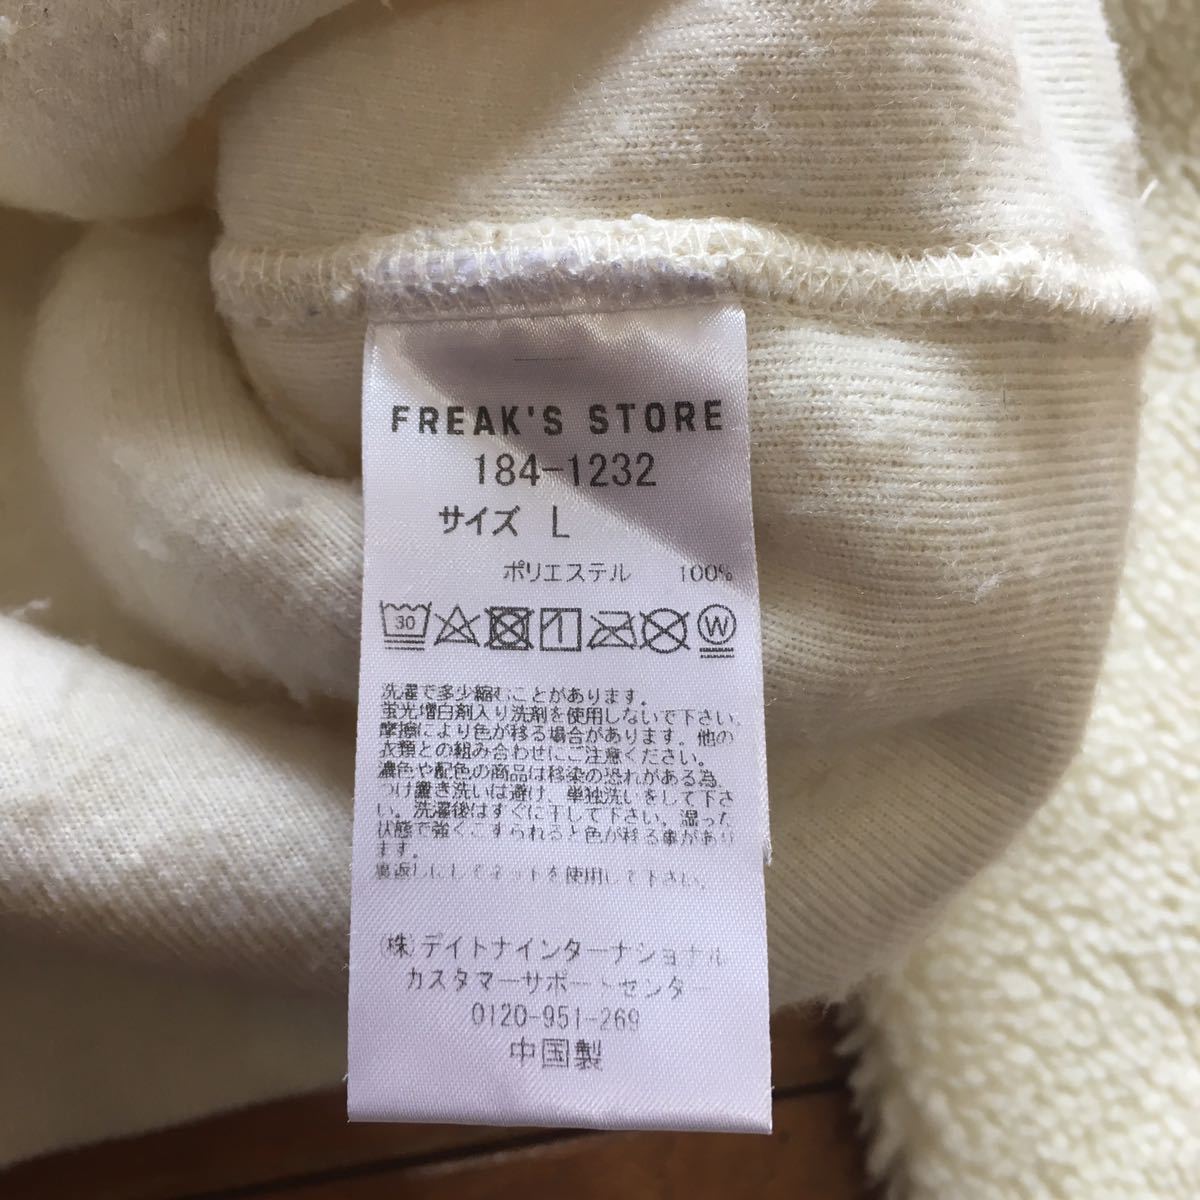 FREAK'S STORE
184-1232
サイズ L
ポリエステル 100%
30 W
洗濯で多少縮むことがあります。
蛍光増白剤入り洗剤を使用しないで下さい。
摩擦により色が移る場合があります。他の
衣類との組み合わせにご注意ください。
濃色や配色の商品は移染の恐れがある為、
つけ置き洗いは避け、単独洗いをして下さ
い。洗濯後はすぐに干して下さい。湿った
状態で強くこすられると色が移る事があり
ます。
裏返しにしてネットを使用して下さい。
(株)デイトナインターナショナル
カスタマーサポートセンター
0120-951-269
中国製